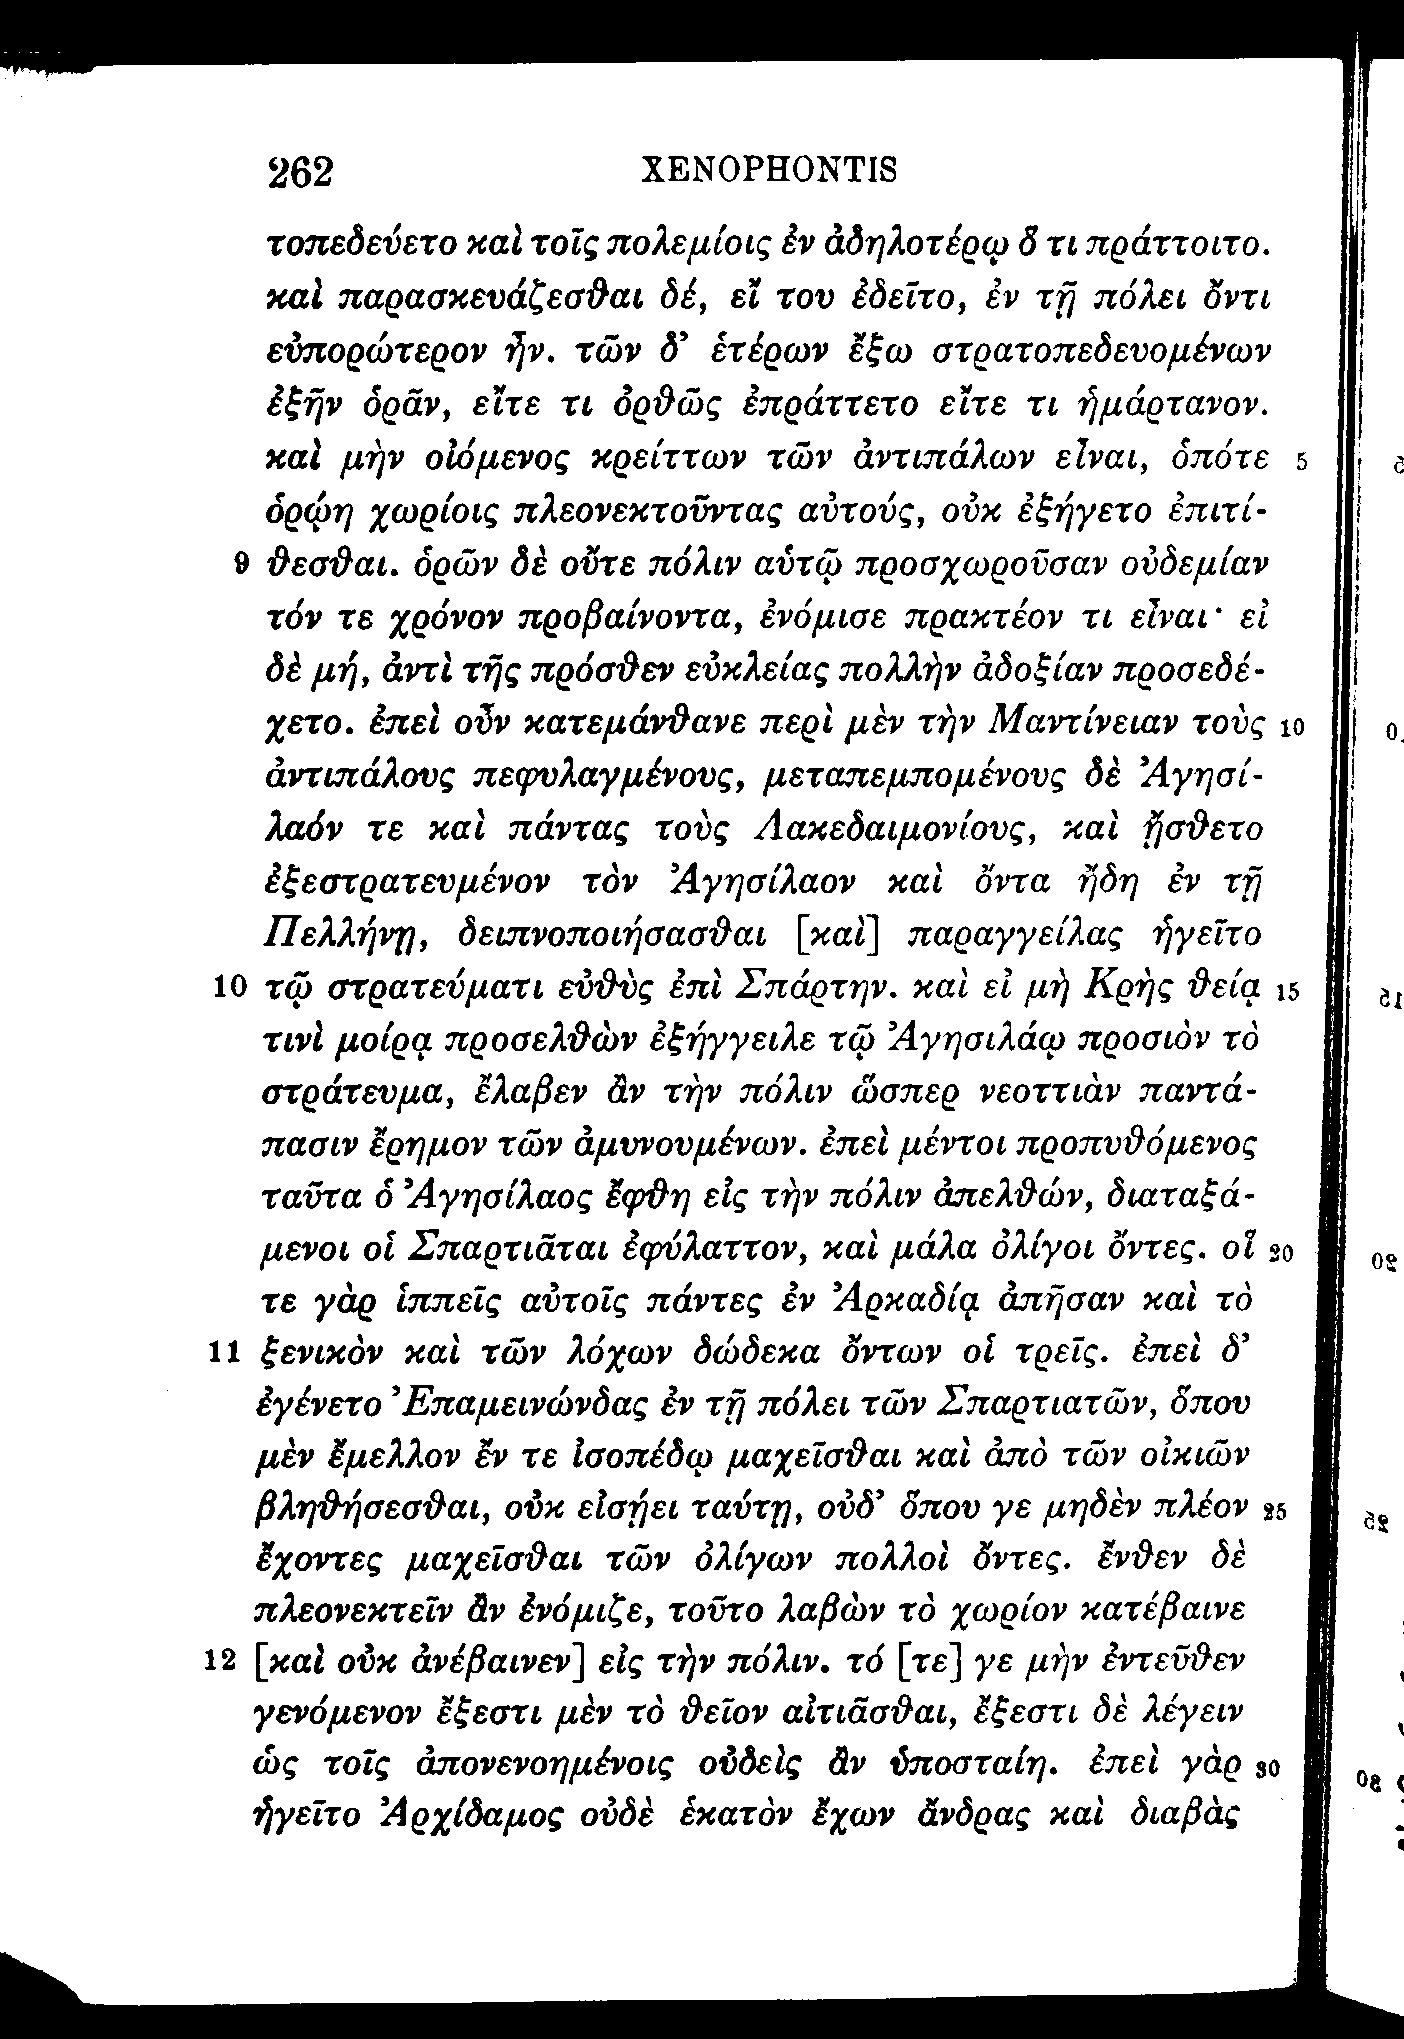 262 XENOPHONTIS
τοπεδεύετο καὶ τοῖς πολεμίοις ἐν ἀδηλοτέρῳ ὅ τι πράττοιτο.
καὶ παρασκευάζεσθαι δέ, εἴ του ἐδεῖτο, ἐν τῇ πόλει ὄντι
εὐπορώτερον ἦν. τῶν δ’ ἑτέρων ἔξω στρατοπεδευομένων
ἐξῆν ὁρᾶν, εἴτε τι ὀρθῶς ἐπράττετο εἴτε τι ἡμάρτανον.
καὶ μὴν οἰόμενος κρείττων τῶν ἀντιπάλων εἶναι, ὁπότε 5
ὁρῴη χωρίοις πλεονεκτοῦντας αὐτούς, οὐκ ἐξήγετο ἐπιτί-
9 θεσθαι. ὁρῶν δὲ οὔτε πόλιν αὑτῷ προσχωροῦσαν οὐδεμίαν
τόν τε χρόνον προβαίνοντα, ἐνόμισε πρακτέον τι εἶναι· εἰ
δὲ μή, ἀντὶ τῆς πρόσθεν εὐκλείας πολλὴν ἀδοξίαν προσεδέ-
χετο. ἐπεὶ οὖν κατεμάνθανε περὶ μὲν τὴν Μαντίνειαν τοὺς 10
ἀντιπάλους πεφυλαγμένους, μεταπεμπομένους δὲ Ἀγησί-
λαόν τε καὶ πάντας τοὺς Λακεδαιμονίους, καὶ ᾔσθετο
ἐξεστρατευμένον τὸν Ἀγησίλαον καὶ ὄντα ἤδη ἐν τῇ
Πελλήνῃ, δειπνοποιήσασθαι [καὶ] παραγγείλας ἡγεῖτο
10 τῷ στρατεύματι εὐθὺς ἐπὶ Σπάρτην. καὶ εἰ μὴ Κρὴς θείᾳ 15
τινὶ μοίρᾳ προσελθὼν ἐξήγγειλε τῷ Ἀγησιλάῳ προσιὸν τὸ
στράτευμα, ἔλαβεν ἂν τὴν πόλιν ὥσπερ νεοττιὰν παντά-
πασιν ἔρημον τῶν ἀμυνουμένων. ἐπεὶ μέντοι προπυθόμενος
ταῦτα ὁ Ἀγησίλαος ἔφθη εἰς τὴν πόλιν ἀπελθών, διαταξά-
μενοι οἱ Σπαρτιᾶται ἐφύλαττον, καὶ μάλα ὀλίγοι ὄντες. οἵ 20
τε γὰρ ἱππεῖς αὐτοῖς πάντες ἐν Ἀρκαδίᾳ ἀπῆσαν καὶ τὸ
11 ξενικὸν καὶ τῶν λόχων δώδεκα ὄντων οἱ τρεῖς. ἐπεὶ δ’
ἐγένετο Ἐπαμεινώνδας ἐν τῇ πόλει τῶν Σπαρτιατῶν, ὅπου
μὲν ἔμελλον ἔν τε ἰσοπέδῳ μαχεῖσθαι καὶ ἀπὸ τῶν οἰκιῶν
βληθήσεσθαι, οὐκ εἰσῄει ταύτῃ, οὐδ’ ὅπου γε μηδὲν πλέον 25
ἔχοντες μαχεῖσθαι τῶν ὀλίγων πολλοὶ ὄντες. ἔνθεν δὲ
πλεονεκτεῖν ἂν ἐνόμιζε, τοῦτο λαβὼν τὸ χωρίον κατέβαινε
12 [καὶ οὐκ ἀνέβαινεν] εἰς τὴν πόλιν. τό [τε] γε μὴν ἐντεῦθεν
γενόμενον ἔξεστι μὲν τὸ θεῖον αἰτιᾶσθαι, ἔξεστι δὲ λέγειν
ὡς τοῖς ἀπονενοημένοις οὐδεὶς ἂν ὑποσταίη. ἐπεὶ γὰρ 30
ἡγεῖτο Ἀρχίδαμος οὐδὲ ἑκατὸν ἔχων ἄνδρας καὶ διαβὰς